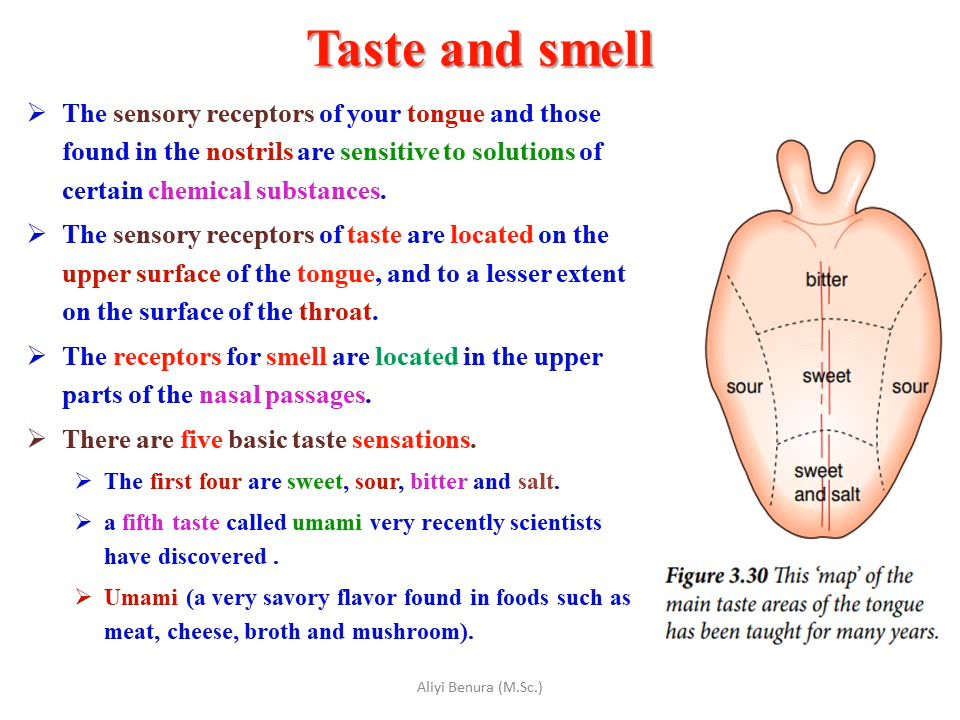 Taste and smell
➢ The sensory receptors of your tongue and those
found in the nostrils are sensitive to solutions of
certain chemical substances.
➢ The sensory receptors of taste are located on the
upper surface of the tongue, and to a lesser extent
on the surface of the throat.
➢ The receptors for smell are located in the upper
parts of the nasal passages.
➢ There are five basic taste sensations.
➢ The first four are sweet, sour, bitter and salt.
➢ a fifth taste called umami very recently scientists
have discovered .
➢ Umami (a very savory flavor found in foods such as
meat, cheese, broth and mushroom).
bitter
sour sweet sour
sweet
and salt
Figure 3.30 This ‘map’ of the
main taste areas of the tongue
has been taught for many years.
Aliyi Benura (M.Sc.)